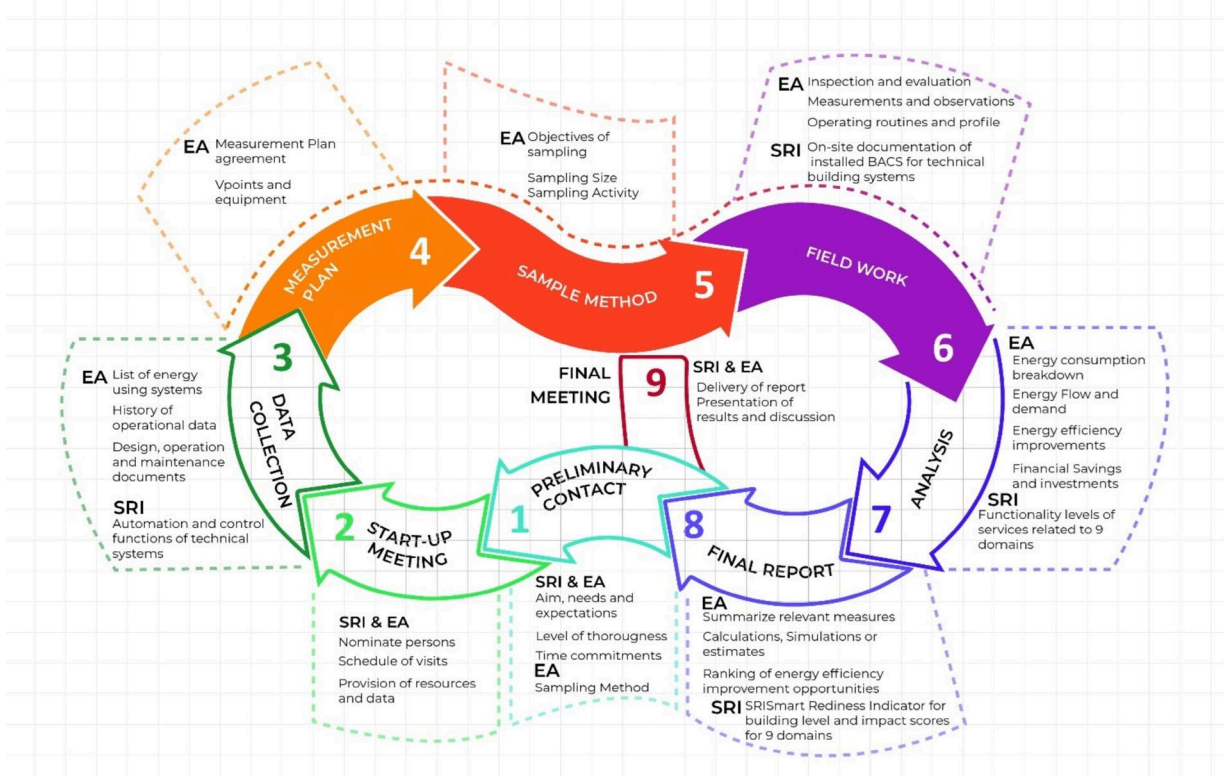 EA Measurement Plan
agreement
Vpoints and
equipment
EA Objectives of
sampling
Sampling Size
Sampling Activity
EA Inspection and evaluation
Measurements and observations
Operating routines and profile
SRI On-site documentation of
installed BACS for technical
building systems
MEASUREMENT
PLAN
4
SAMPLE METHOD
5
FIELD WORK
6
3
DATA
COLLECTION
EA List of energy
using systems
History of
operational data
Design, operation
and maintenance
documents
SRI
Automation and control
functions of technical
systems
FINAL
MEETING
9
SRI & EA
Delivery of report
Presentation of
results and discussion
EA
Energy consumption
breakdown
Energy Flow and
demand
Energy efficiency
improvements
Financial Savings
and investments
SRI
Functionality levels of
services related to 9
domains
ANALYSIS
7
PRELIMINARY
CONTACT
1
2
START-UP
MEETING
8
FINAL REPORT
SRI & EA
Nominate persons
Schedule of visits
Provision of resources
and data
SRI & EA
Aim, needs and
expectations
Level of thorougness
Time commitments
EA
Sampling Method
EA
Summarize relevant measures
Calculations, Simulations or
estimates
Ranking of energy efficiency
improvement opportunities
SRI SRISmart Rediness Indicator for
building level and impact scores
for 9 domains